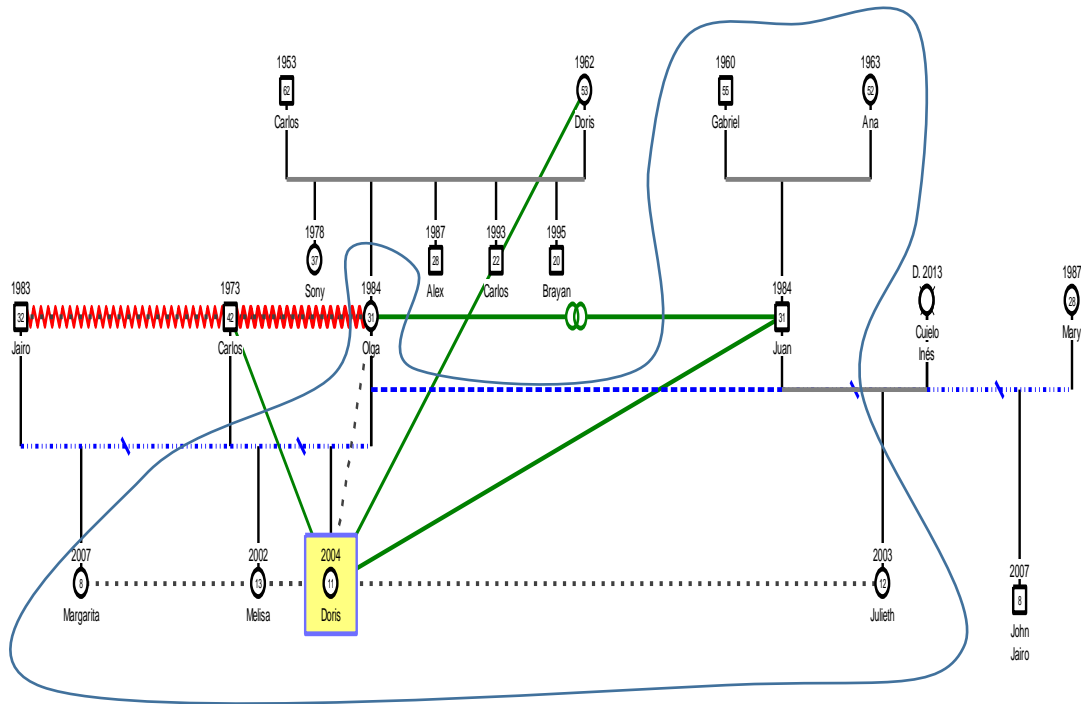 1953
62
Carlos
1962
53
Doris
1960
55
Gabriel
1963
52
Ana
1978
37
Sony
1987
28
Alex
1993
22
Carlos
1995
20
Brayan
1983
32
Jairo
1973
42
Carlos
1984
31
Olga
1984
31
Juan
D. 2013
Cujelo
Inés
1987
28
Mary
2007
8
Margarita
2002
13
Melisa
2004
11
Doris
2003
12
Julieth
2007
8
John
Jairo